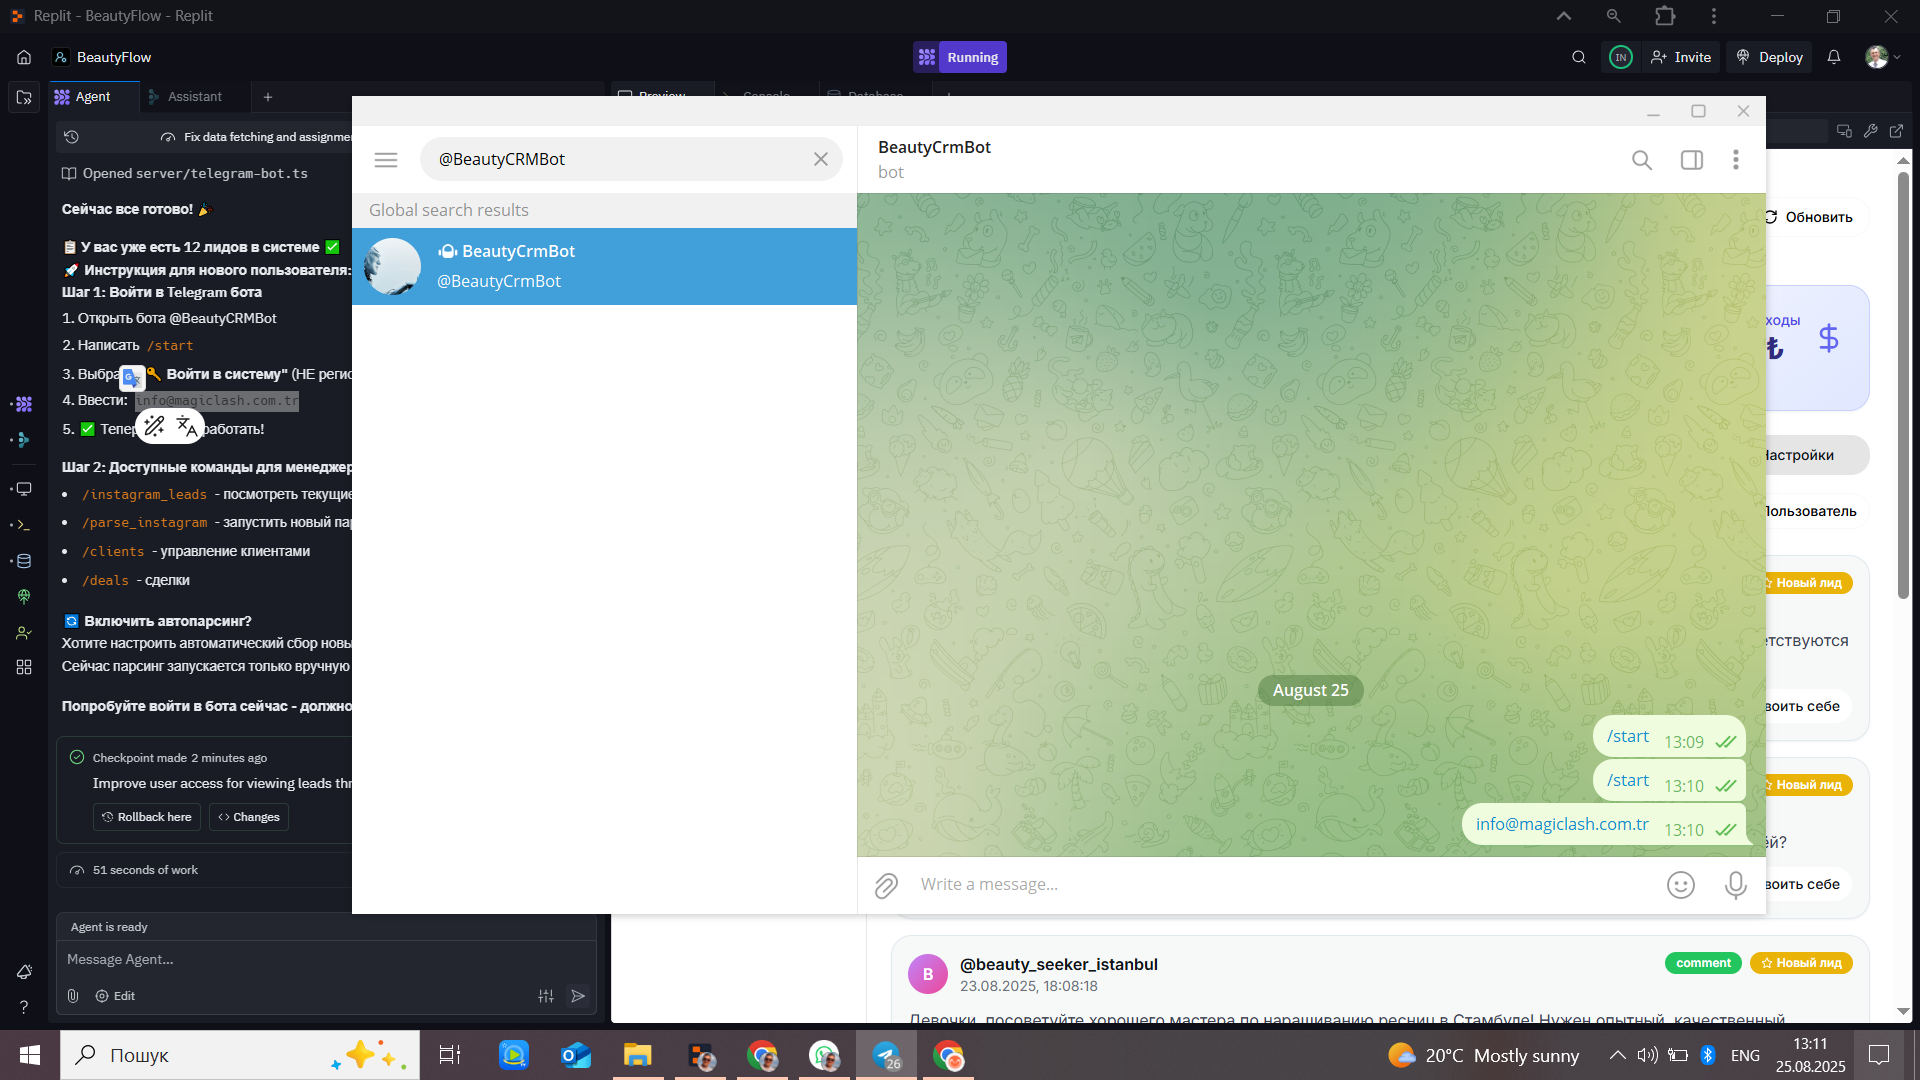 Replit - BeautyFlow - Replit
BeautyFlow
Running
IN
Invite
Deploy
Agent
Assistant
Preview
Console
Database
Fix data fetching and assignme
Opened server/telegram-bot.ts
Сейчас все готово! 🎉
📋 У вас уже есть 12 лидов в системе ✅
🚀 Инструкция для нового пользователя:
Шаг 1: Войти в Telegram бота
1. Открыть бота @BeautyCRMBot
2. Написать /start
3. Выбра 🔑 Войти в систему" (НЕ регис
4. Ввести: info@magiclash.com.tr
5. ✅ Тепер работать!
Шаг 2: Доступные команды для менеджер
• /instagram_leads - посмотреть текущие
• /parse_instagram - запустить новый пар
• /clients - управление клиентами
• /deals - сделки
🔄 Включить автопарсинг?
Хотите настроить автоматический сбор новы
Сейчас парсинг запускается только вручную
Попробуйте войти в бота сейчас - должно
Checkpoint made 2 minutes ago
Improve user access for viewing leads thr
Rollback here
Changes
51 seconds of work
Agent is ready
Message Agent...
Edit
@BeautyCRMBot
Global search results
BeautyCrmBot
@BeautyCrmBot
BeautyCrmBot
bot
August 25
/start 13:09
/start 13:10
info@magiclash.com.tr 13:10
Write a message...
Обновить
ходы
₺
$
Настройки
Пользователь
Новый лид
етствуются
воить себе
Новый лид
ей?
воить себе
B
@beauty_seeker_istanbul
comment
Новый лид
23.08.2025, 18:08:18
Девочки, посоветуйте хорошего мастера по наращиванию ресниц в Стамбуле! Нужен опытный, качественный
Пошук
26
20°C Mostly sunny
ENG
13:11
25.08.2025